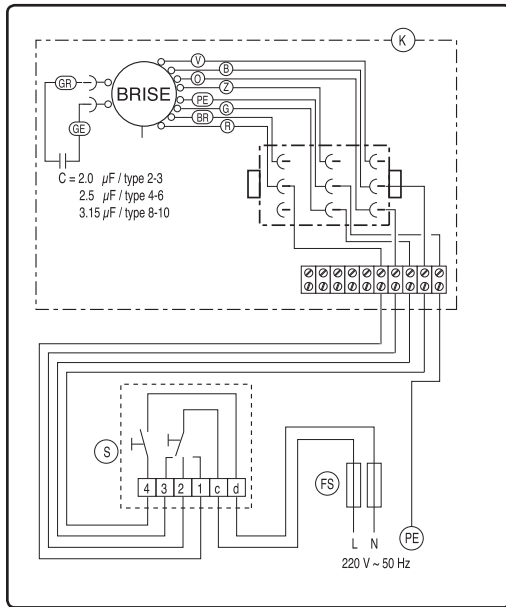 K
V
B
O
Z
PE
G
BR
R
GR
GE
BRISE
C = 2.0 µF / type 2-3
2.5 µF / type 4-6
3.15 µF / type 8-10
S
4 3 2 1 c d
FS
L N
PE
220 V ~ 50 Hz